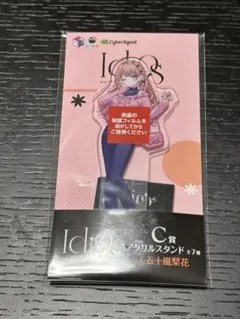 CyberAgent
Idios
表面の
保護フィルムを
剥がしてから
ご使用ください
Idios
C賞
アクリルスタンド 全7種
五十嵐梨花